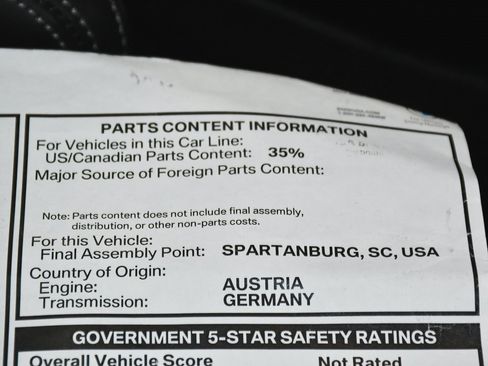 PARTS CONTENT INFORMATION
For Vehicles in this Car Line:
US/Canadian Parts Content: 35%
Major Source of Foreign Parts Content:
Note: Parts content does not include final assembly,
distribution, or other non-parts costs.
For this Vehicle:
Final Assembly Point: SPARTANBURG, SC, USA
Country of Origin:
Engine: AUSTRIA
Transmission: GERMANY
GOVERNMENT 5-STAR SAFETY RATINGS
Overall Vehicle Score Not Rated